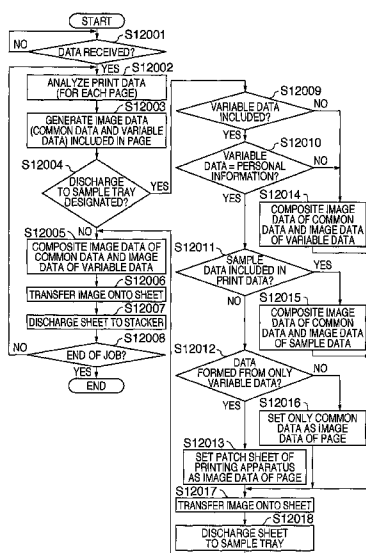 START
S12001
DATA RECEIVED?
NO
YES
S12002
ANALYZE PRINT DATA
(FOR EACH PAGE)
S12003
GENERATE IMAGE DATA
(COMMON DATA AND VARIABLE
DATA) INCLUDED IN PAGE
S12004
DISCHARGE
TO SAMPLE TRAY
DESIGNATED?
YES
NO
S12005
COMPOSITE IMAGE DATA OF
COMMON DATA AND IMAGE
DATA OF VARIABLE DATA
S12006
TRANSFER IMAGE ONTO SHEET
S12007
DISCHARGE SHEET TO STACKER
S12008
NO
END OF JOB?
YES
END
S12009
VARIABLE DATA
INCLUDED?
NO
YES
S12010
VARIABLE
DATA = PERSONAL
INFORMATION?
NO
YES
S12014
COMPOSITE IMAGE
DATA OF COMMON
DATA AND IMAGE
DATA OF
VARIABLE DATA
S12011
SAMPLE
DATA INCLUDED IN
PRINT DATA?
YES
NO
S12015
COMPOSITE IMAGE
DATA OF COMMON
DATA AND IMAGE
DATA OF
SAMPLE DATA
S12012
DATA
FORMED FROM ONLY
VARIABLE DATA?
NO
YES
S12016
SET ONLY COMMON
DATA AS IMAGE
DATA OF PAGE
S12013
SET PATCH SHEET OF
PRINTING APPARATUS
AS IMAGE DATA OF PAGE
S12017
TRANSFER IMAGE ONTO SHEET
S12018
DISCHARGE SHEET
TO SAMPLE TRAY